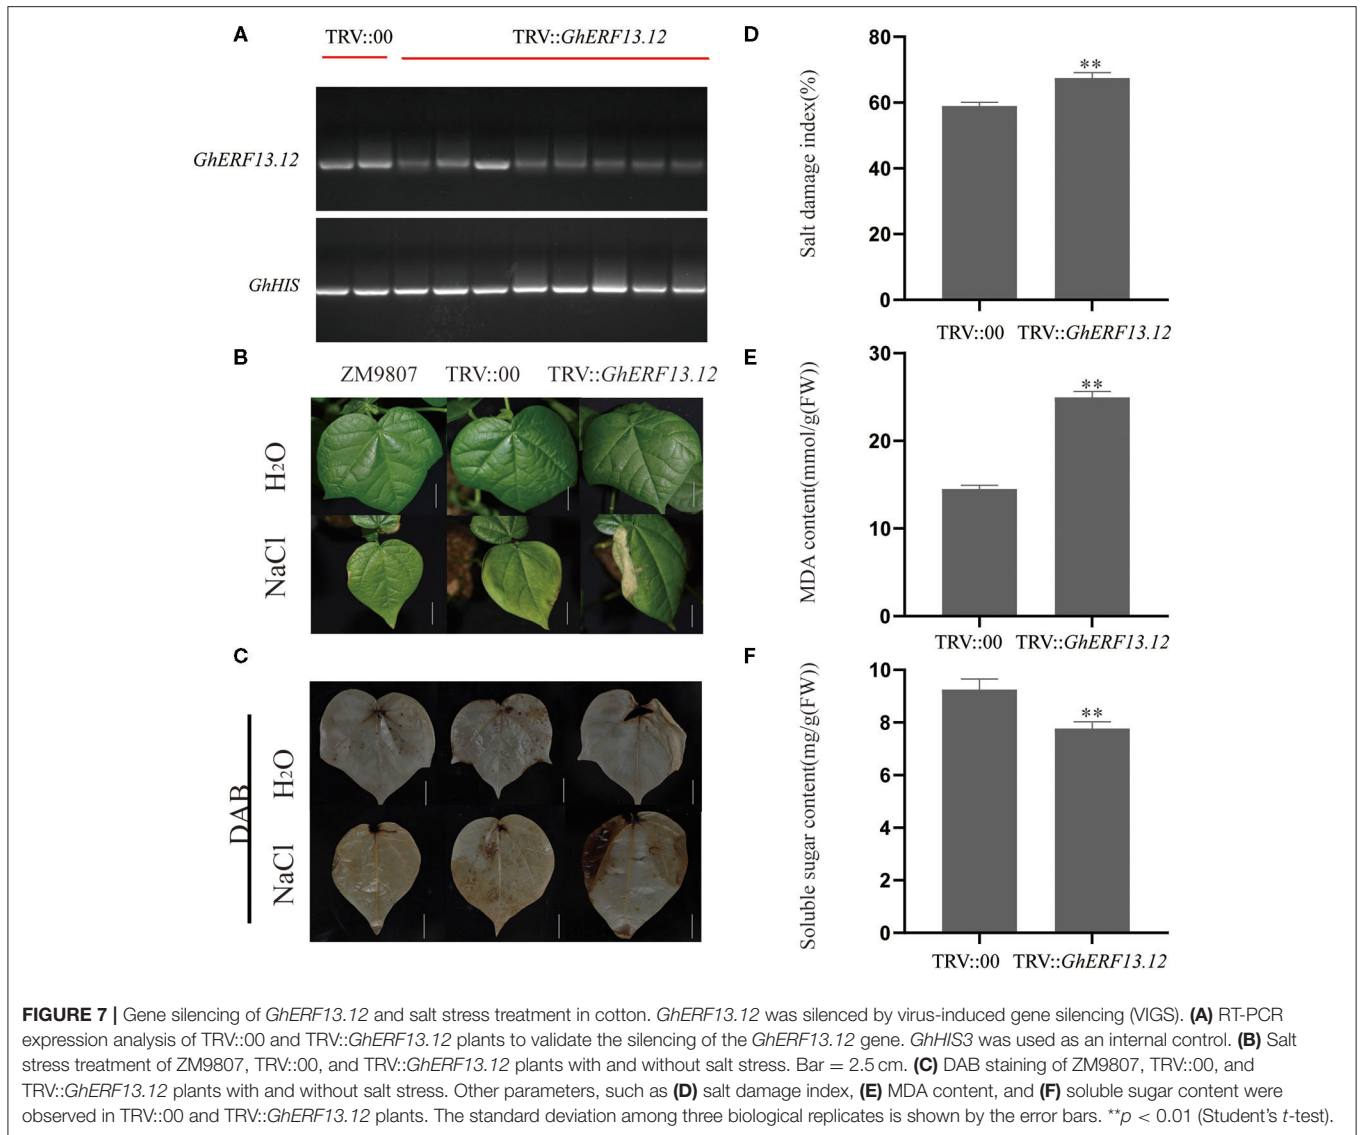 A
TRV::00 TRV::GhERF13.12
GhERF13.12
GhHIS
B
ZM9807 TRV::00 TRV::GhERF13.12
H2O
NaCl
C
DAB
H2O
NaCl
D
Salt damage index(%)
80
60
40
20
0
**
TRV::00 TRV::GhERF13.12
E
MDA content(mmol/g(FW))
30
20
10
0
**
TRV::00 TRV::GhERF13.12
F
Soluble sugar content(mg/g(FW))
10
8
6
4
2
0
**
TRV::00 TRV::GhERF13.12
FIGURE 7 | Gene silencing of GhERF13.12 and salt stress treatment in cotton. GhERF13.12 was silenced by virus-induced gene silencing (VIGS). (A) RT-PCR
expression analysis of TRV::00 and TRV::GhERF13.12 plants to validate the silencing of the GhERF13.12 gene. GhHIS3 was used as an internal control. (B) Salt
stress treatment of ZM9807, TRV::00, and TRV::GhERF13.12 plants with and without salt stress. Bar = 2.5 cm. (C) DAB staining of ZM9807, TRV::00, and
TRV::GhERF13.12 plants with and without salt stress. Other parameters, such as (D) salt damage index, (E) MDA content, and (F) soluble sugar content were
observed in TRV::00 and TRV::GhERF13.12 plants. The standard deviation among three biological replicates is shown by the error bars. **p < 0.01 (Student's t-test).